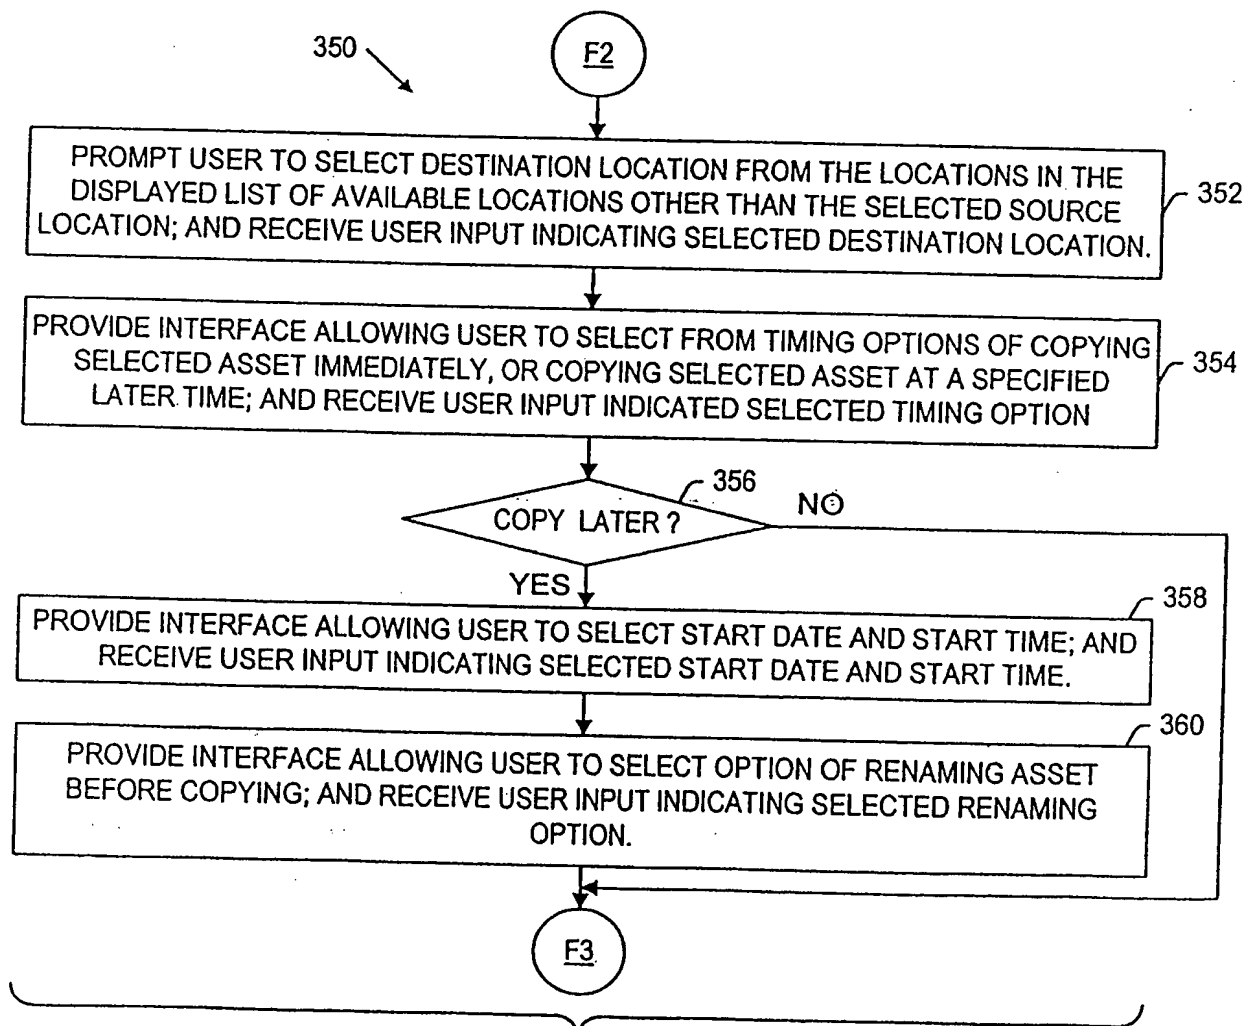 350
F2
PROMPT USER TO SELECT DESTINATION LOCATION FROM THE LOCATIONS IN THE
DISPLAYED LIST OF AVAILABLE LOCATIONS OTHER THAN THE SELECTED SOURCE
LOCATION; AND RECEIVE USER INPUT INDICATING SELECTED DESTINATION LOCATION.
352
PROVIDE INTERFACE ALLOWING USER TO SELECT FROM TIMING OPTIONS OF COPYING
SELECTED ASSET IMMEDIATELY, OR COPYING SELECTED ASSET AT A SPECIFIED
LATER TIME; AND RECEIVE USER INPUT INDICATED SELECTED TIMING OPTION
354
356
COPY LATER ?
NO
YES
358
PROVIDE INTERFACE ALLOWING USER TO SELECT START DATE AND START TIME; AND
RECEIVE USER INPUT INDICATING SELECTED START DATE AND START TIME.
360
PROVIDE INTERFACE ALLOWING USER TO SELECT OPTION OF RENAMING ASSET
BEFORE COPYING; AND RECEIVE USER INPUT INDICATING SELECTED RENAMING
OPTION.
F3